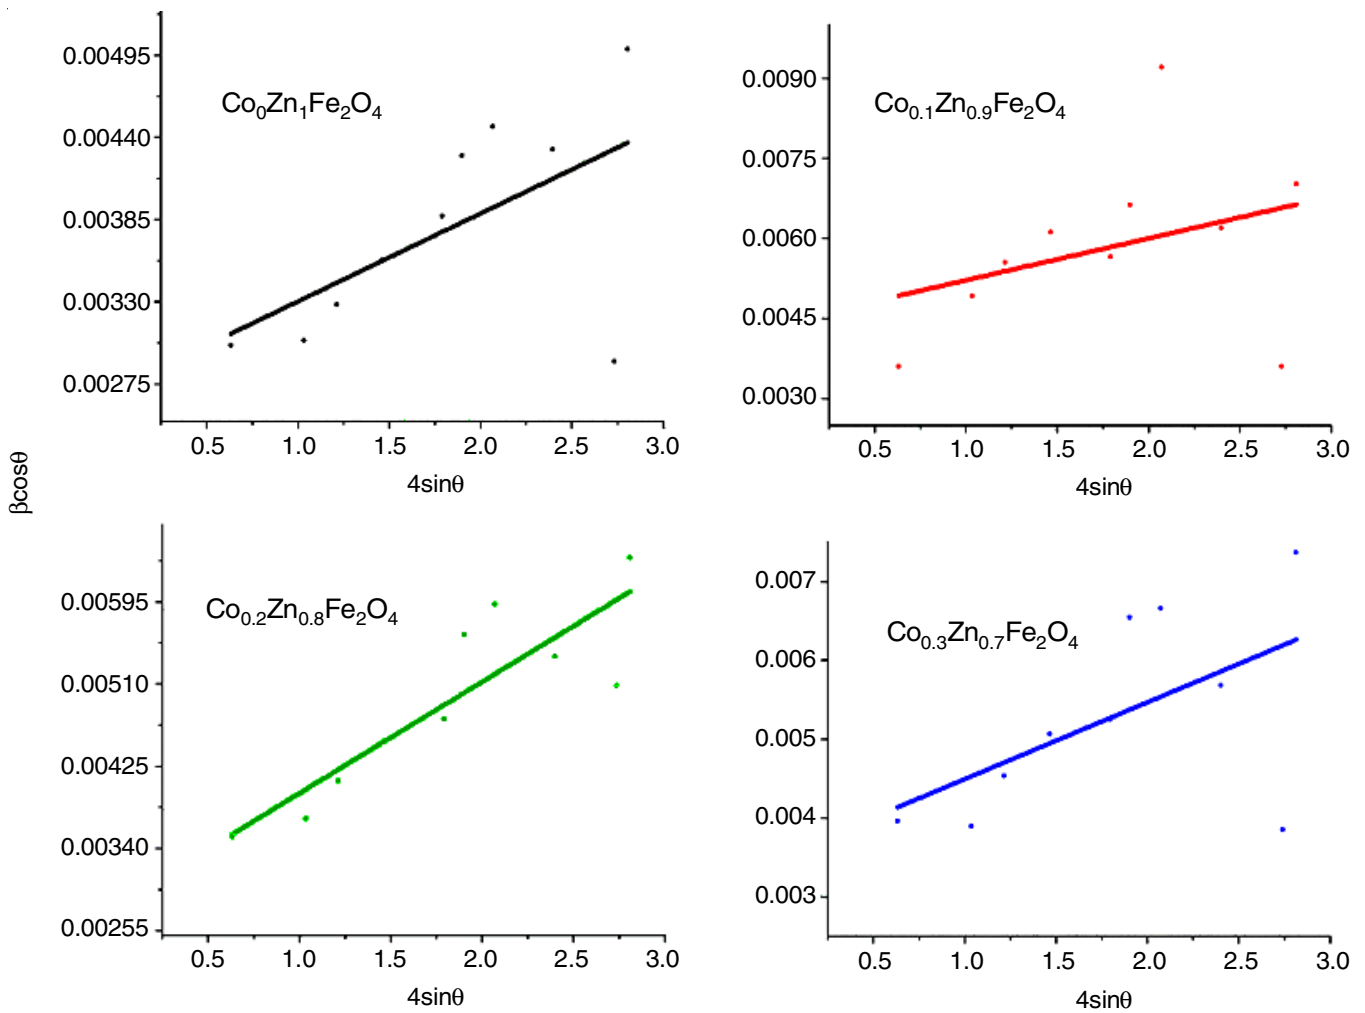 Co0Zn1Fe2O4
0.00495
0.00440
0.00385
0.00330
0.00275
0.5 1.0 1.5 2.0 2.5 3.0
4sinθ
Co0.1Zn0.9Fe2O4
0.0090
0.0075
0.0060
0.0045
0.0030
0.5 1.0 1.5 2.0 2.5 3.0
4sinθ
βcosθ
Co0.2Zn0.8Fe2O4
0.00595
0.00510
0.00425
0.00340
0.00255
0.5 1.0 1.5 2.0 2.5 3.0
4sinθ
Co0.3Zn0.7Fe2O4
0.007
0.006
0.005
0.004
0.003
0.5 1.0 1.5 2.0 2.5 3.0
4sinθ